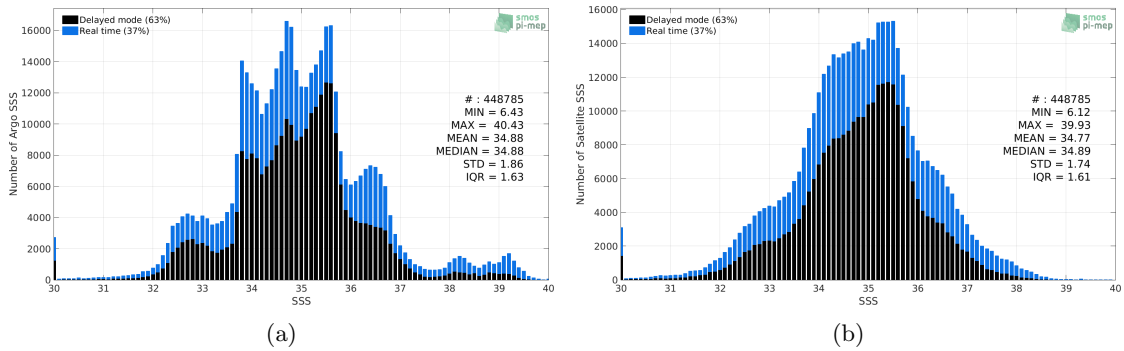 Delayed mode (63%)
Real time (37%)
smos
pi-mep
16000
14000
12000
10000
8000
6000
4000
2000
0
Number of Argo SSS
# : 448785
MIN = 6.43
MAX = 40.43
MEAN = 34.88
MEDIAN = 34.88
STD = 1.86
IQR = 1.63
30 31 32 33 34 35 36 37 38 39 40
SSS
(a)
Delayed mode (63%)
Real time (37%)
smos
pi-mep
16000
14000
12000
10000
8000
6000
4000
2000
0
Number of Satellite SSS
# : 448785
MIN = 6.12
MAX = 39.93
MEAN = 34.77
MEDIAN = 34.89
STD = 1.74
IQR = 1.61
30 31 32 33 34 35 36 37 38 39 40
SSS
(b)